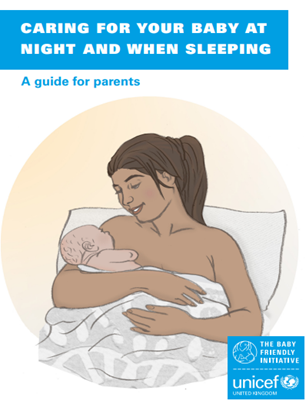 CARING FOR YOUR BABY AT
NIGHT AND WHEN SLEEPING
A guide for parents
THE BABY
FRIENDLY
INITIATIVE
unicef
UNITED KINGDOM